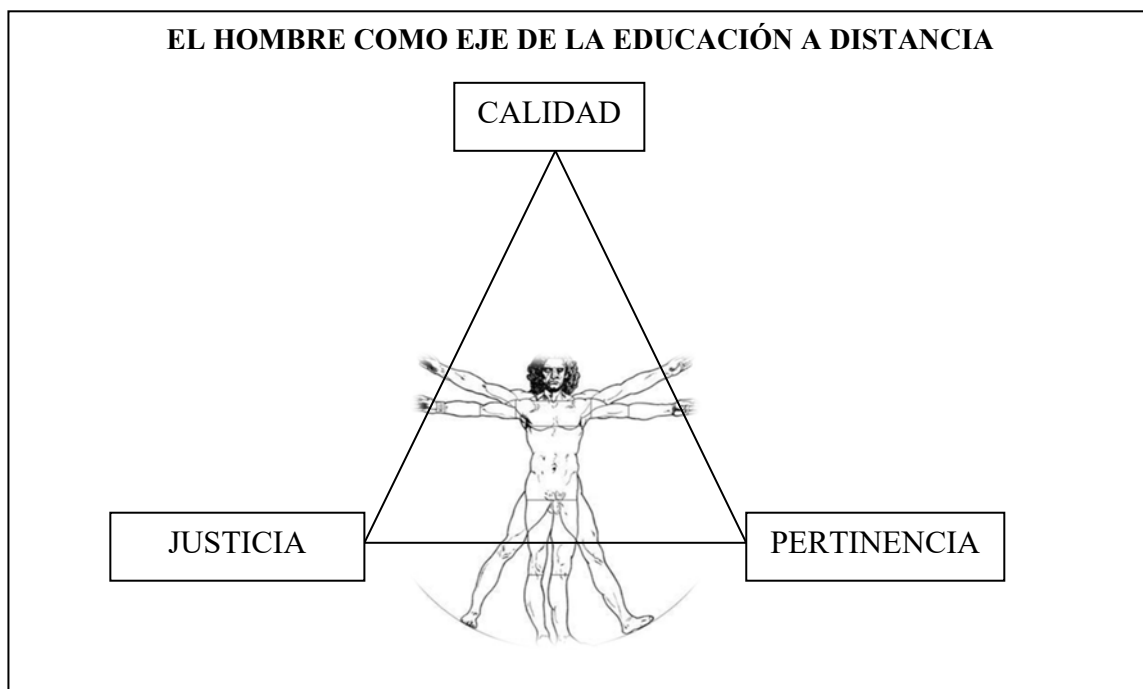 EL HOMBRE COMO EJE DE LA EDUCACIÓN A DISTANCIA
CALIDAD
JUSTICIA
PERTINENCIA